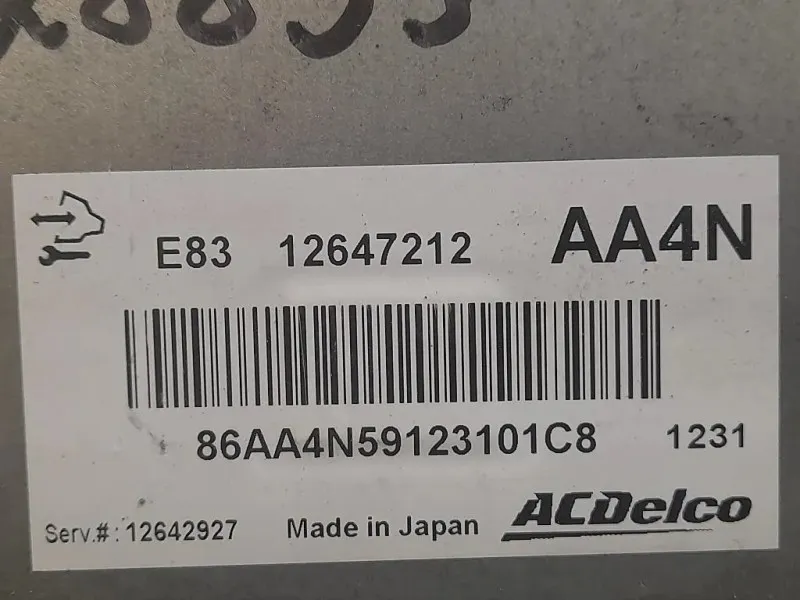 E83 12647212 AA4N
86AA4N59123101C8 1231
Serv.#: 12642927 Made in Japan ACDelco